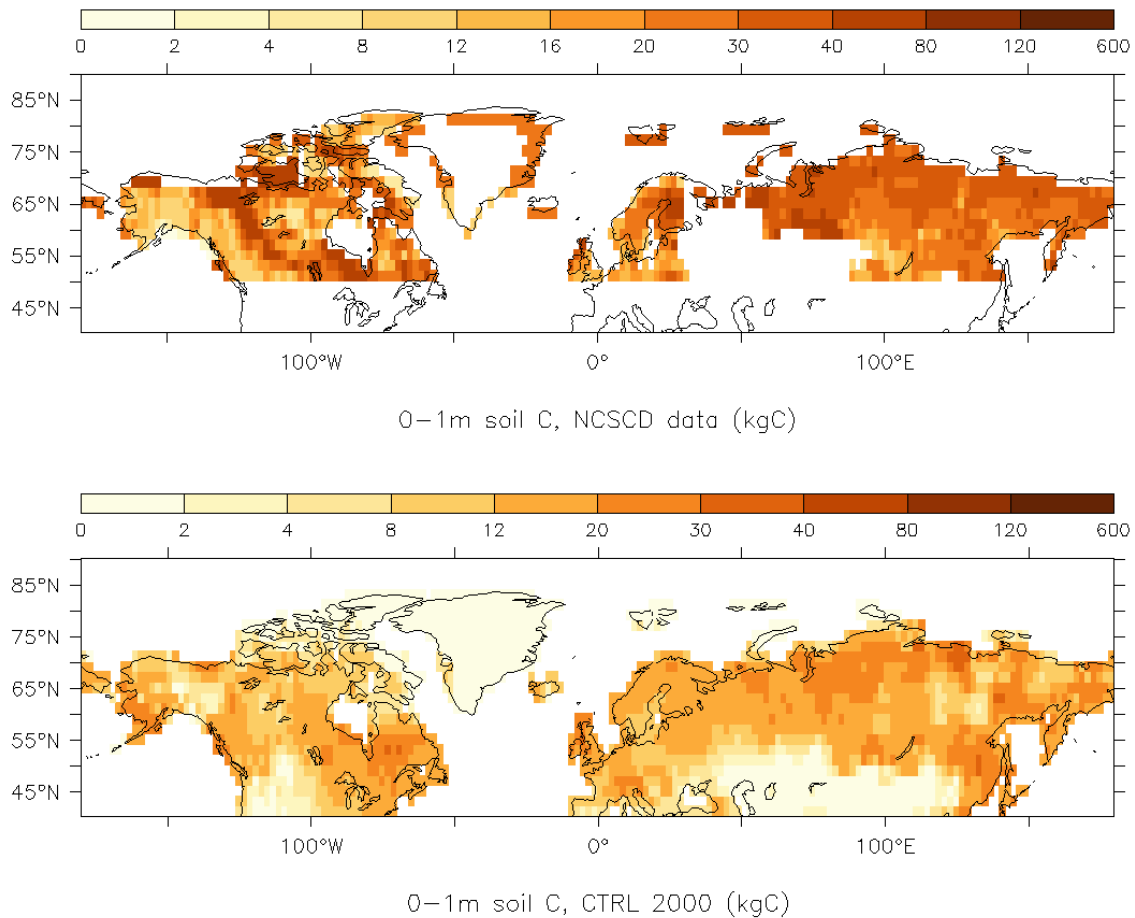 0 2 4 8 12 16 20 30 40 80 120 600
85°N
75°N
65°N
55°N
45°N
100°W 0° 100°E
0−1m soil C, NCSCD data (kgC)
0 2 4 8 12 20 30 40 80 120 600
85°N
75°N
65°N
55°N
45°N
100°W 0° 100°E
0−1m soil C, CTRL 2000 (kgC)